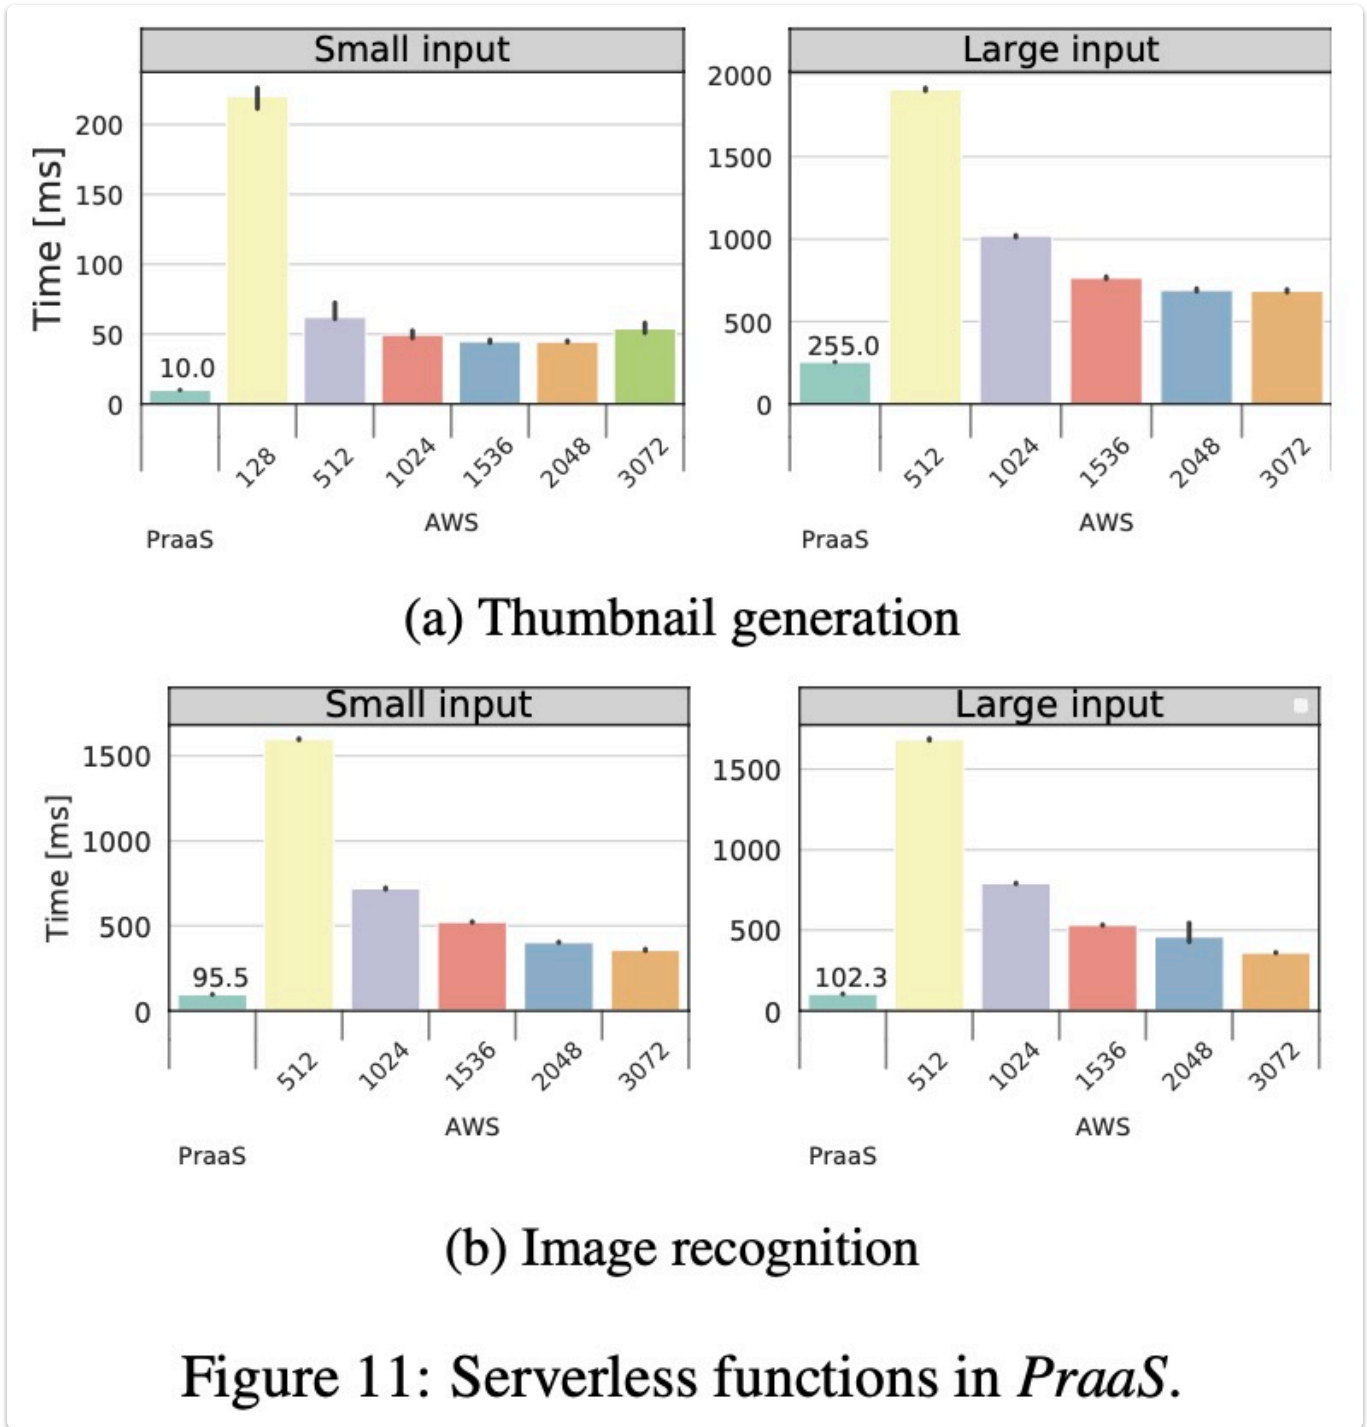 Small input
Large input
Time [ms]
200
150
100
50
0
10.0
128
512
1024
1536
2048
3072
AWS
PraaS
2000
1500
1000
500
0
255.0
512
1024
1536
2048
3072
AWS
PraaS
(a) Thumbnail generation
Small input
Large input
Time [ms]
1500
1000
500
0
95.5
512
1024
1536
2048
3072
AWS
PraaS
1500
1000
500
0
102.3
512
1024
1536
2048
3072
AWS
PraaS
(b) Image recognition
Figure 11: Serverless functions in PraaS.